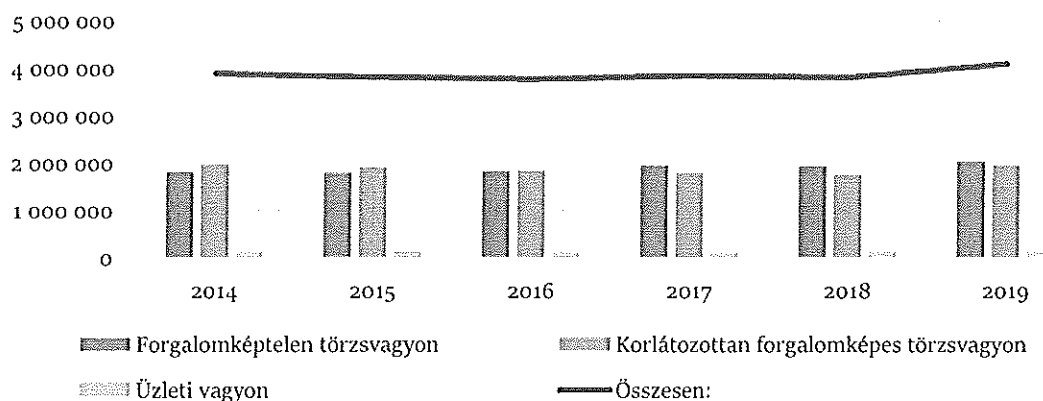 5 000 000
4 000 000
3 000 000
2 000 000
1 000 000
0
2014 2015 2016 2017 2018 2019
Forgalomképtelen törzsvagyon Korlátozottan forgalomképes törzsvagyon
Üzleti vagyon Összesen: